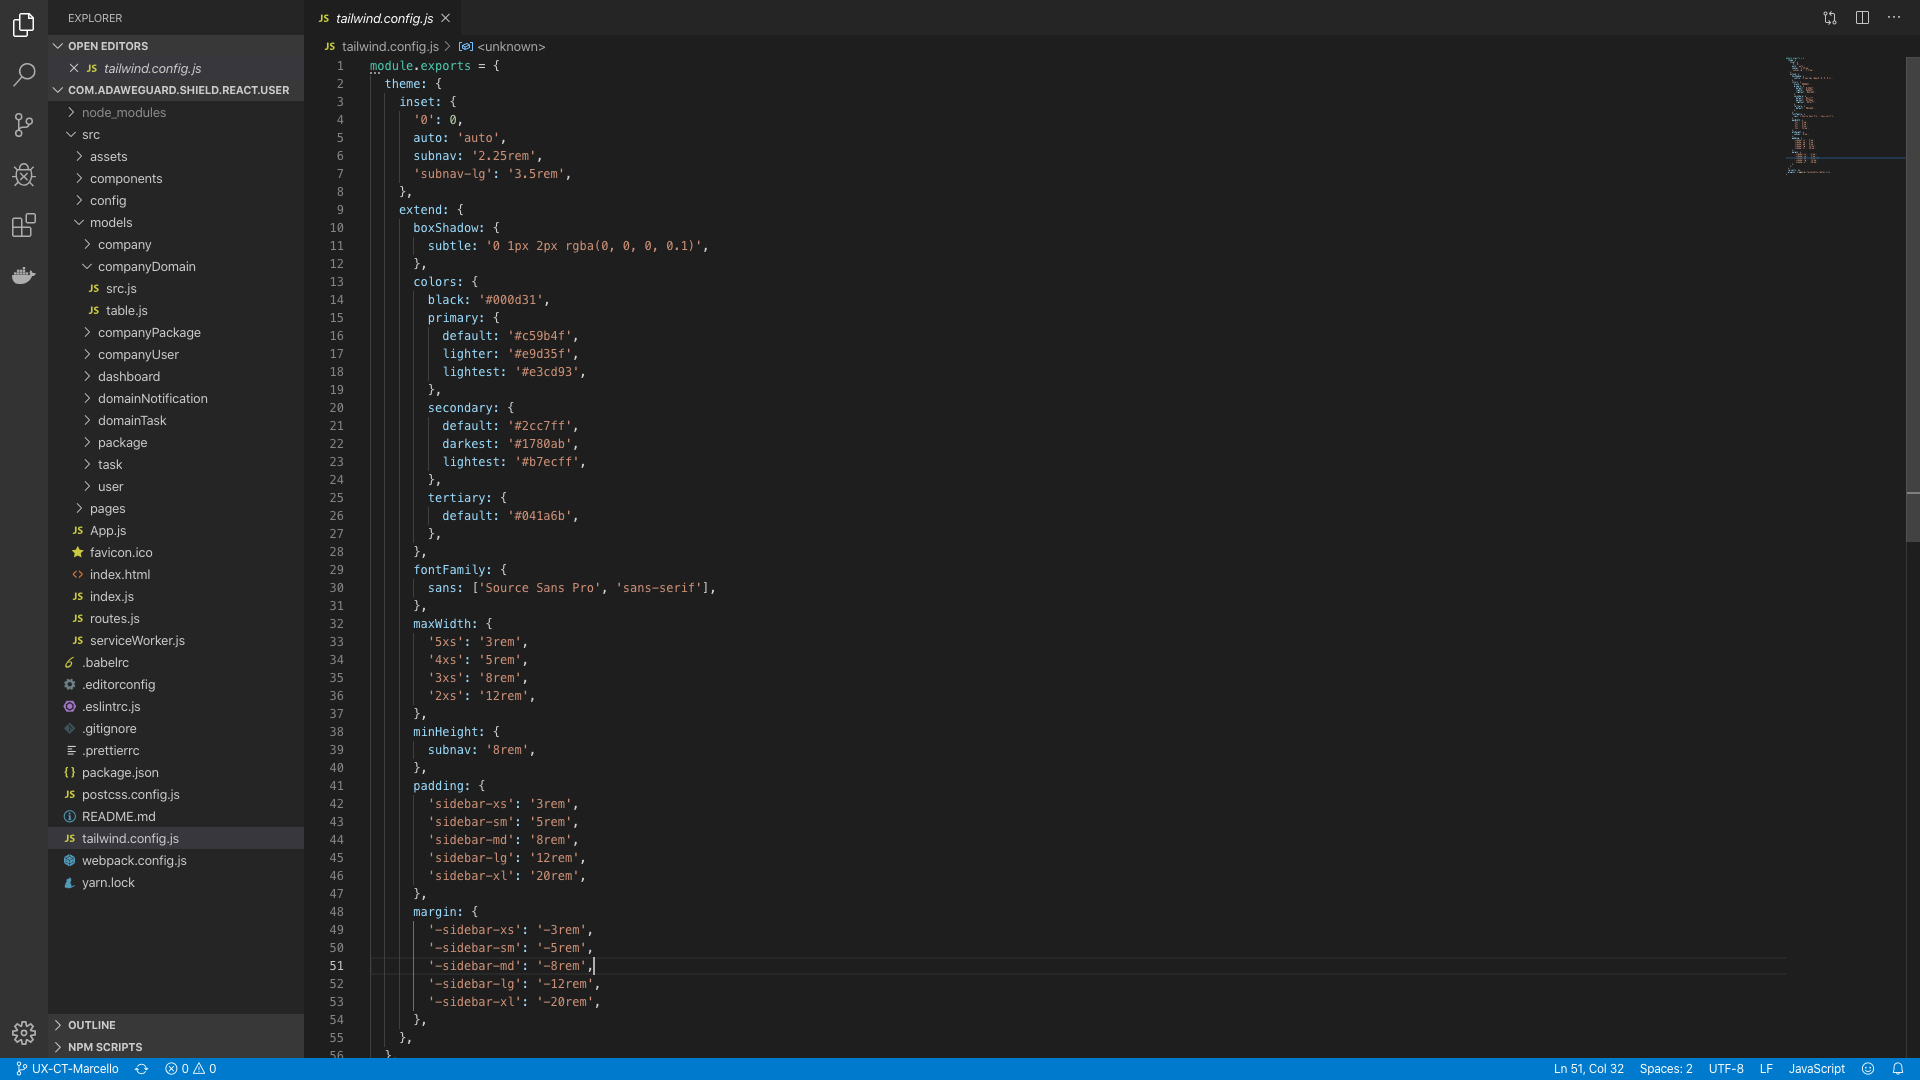 EXPLORER
OPEN EDITORS
JS tailwind.config.js
COM.ADAWEGUARD.SHIELD.REACT.USER
node_modules
src
assets
components
config
models
company
companyDomain
JS src.js
JS table.js
companyPackage
companyUser
dashboard
domainNotification
domainTask
package
task
user
pages
JS App.js
favicon.ico
<> index.html
JS index.js
JS routes.js
JS serviceWorker.js
.babelrc
.editorconfig
.eslintrc.js
.gitignore
.prettierrc
{} package.json
JS postcss.config.js
README.md
JS tailwind.config.js
webpack.config.js
yarn.lock
OUTLINE
NPM SCRIPTS
JS tailwind.config.js
JS tailwind.config.js > <unknown>
1 module.exports = {
2 theme: {
3 inset: {
4 '0': 0,
5 auto: 'auto',
6 subnav: '2.25rem',
7 'subnav-lg': '3.5rem',
8 },
9 extend: {
10 boxShadow: {
11 subtle: '0 1px 2px rgba(0, 0, 0, 0.1)',
12 },
13 colors: {
14 black: '#000d31',
15 primary: {
16 default: '#c59b4f',
17 lighter: '#e9d35f',
18 lightest: '#e3cd93',
19 },
20 secondary: {
21 default: '#2cc7ff',
22 darkest: '#1780ab',
23 lightest: '#b7ecff',
24 },
25 tertiary: {
26 default: '#041a6b',
27 },
28 },
29 fontFamily: {
30 sans: ['Source Sans Pro', 'sans-serif'],
31 },
32 maxWidth: {
33 '5xs': '3rem',
34 '4xs': '5rem',
35 '3xs': '8rem',
36 '2xs': '12rem',
37 },
38 minHeight: {
39 subnav: '8rem',
40 },
41 padding: {
42 'sidebar-xs': '3rem',
43 'sidebar-sm': '5rem',
44 'sidebar-md': '8rem',
45 'sidebar-lg': '12rem',
46 'sidebar-xl': '20rem',
47 },
48 margin: {
49 '-sidebar-xs': '-3rem',
50 '-sidebar-sm': '-5rem',
51 '-sidebar-md': '-8rem',
52 '-sidebar-lg': '-12rem',
53 '-sidebar-xl': '-20rem',
54 },
55 },
56 },
UX-CT-Marcello 0 0 Ln 51, Col 32 Spaces: 2 UTF-8 LF JavaScript